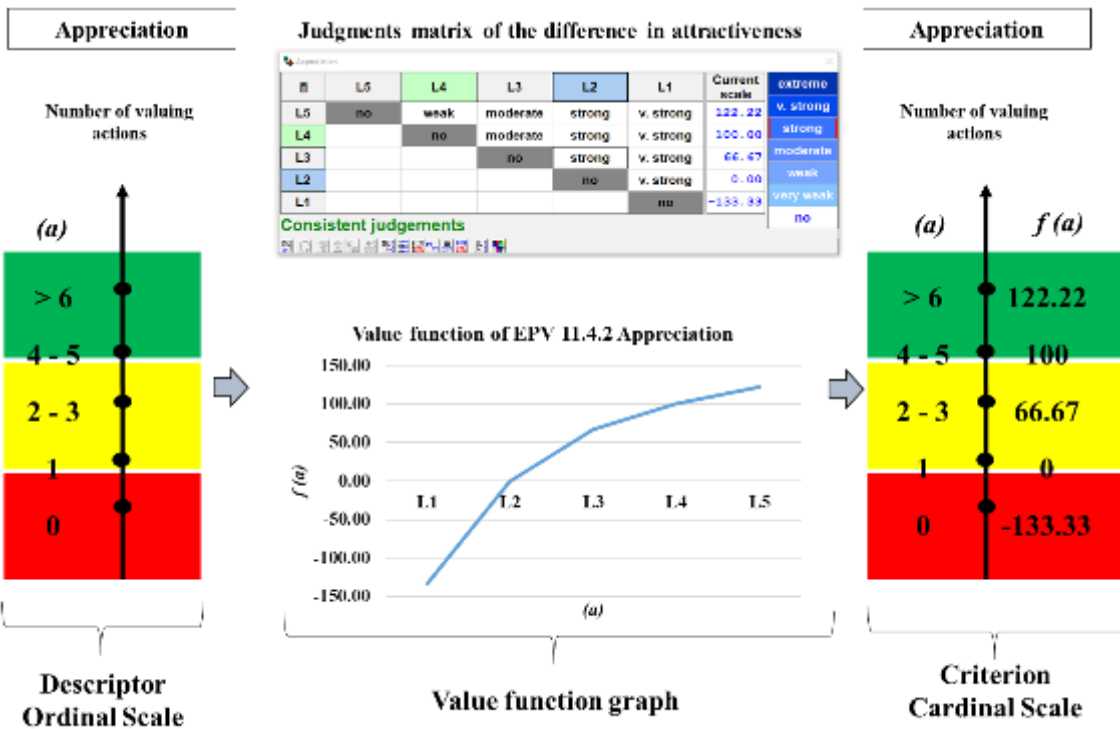 Appreciation
Number of valuing
actions
(a)
> 6
4 - 5
2 - 3
1
0
Descriptor
Ordinal Scale
Judgments matrix of the difference in attractiveness
Appreciation
L5 L4 L3 L2 L1 Current scale
L5 no weak moderate strong v. strong 122.22
L4 no moderate strong v. strong 100.00
L3 no strong v. strong 66.67
L2 no v. strong 0.00
L1 no -133.33
extreme
v. strong
strong
moderate
weak
very weak
no
Consistent judgements
Value function of EPV 11.4.2 Appreciation
150.00
100.00
50.00
0.00
-50.00
-100.00
-150.00
f (a)
L1 L2 L3 L4 L5
(a)
Value function graph
Appreciation
Number of valuing
actions
(a) f (a)
> 6 122.22
4 - 5 100
2 - 3 66.67
1 0
0 -133.33
Criterion
Cardinal Scale